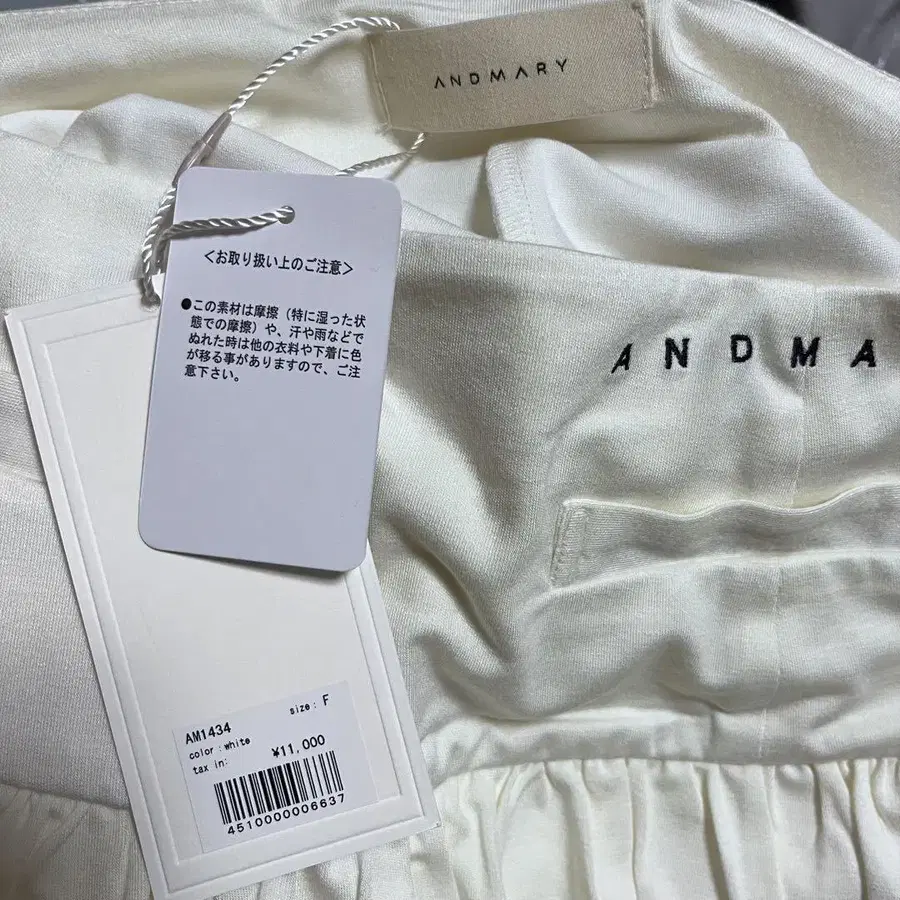 ANDMARY
<お取り扱い上のご注意>
●この素材は摩擦（特に湿った状
態での摩擦）や、汗や雨などで
ぬれた時は他の衣料や下着に色
が移る事がありますので、ご注
意下さい。
ANDMA
AM1434
size: F
color:white
tax in:
¥11,000
4510000006637